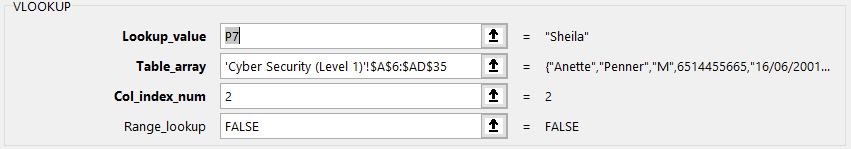 VLOOKUP
Lookup_value P7 = "Sheila"
Table_array 'Cyber Security (Level 1)'!$A$6:$AD$35 = {"Anette","Penner","M",6514455665,"16/06/2001...
Col_index_num 2 = 2
Range_lookup FALSE = FALSE